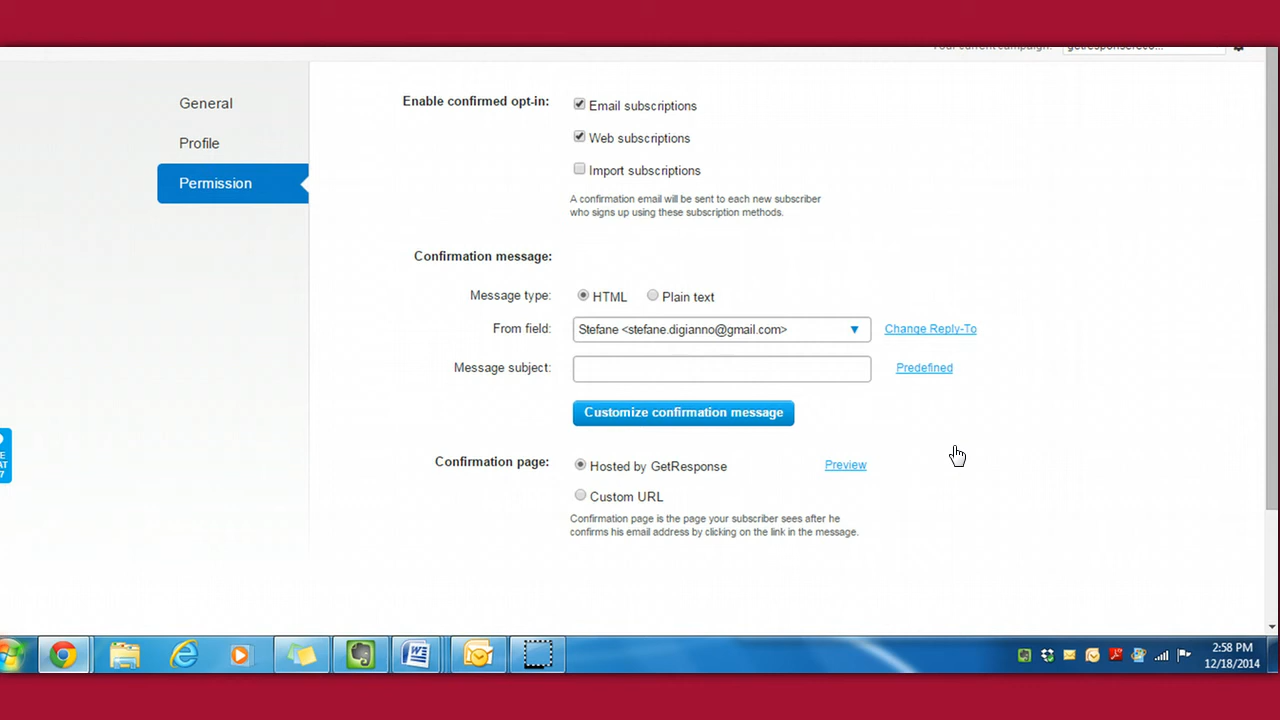 Your current campaign:
General
Profile
Permission
Enable confirmed opt-in:
Email subscriptions
Web subscriptions
Import subscriptions
A confirmation email will be sent to each new subscriber
who signs up using these subscription methods.
Confirmation message:
Message type: HTML Plain text
From field: Stefane <stefane.digianno@gmail.com> Change Reply-To
Message subject: Predefined
Customize confirmation message
Confirmation page: Hosted by GetResponse Preview
Custom URL
Confirmation page is the page your subscriber sees after he
confirms his email address by clicking on the link in the message.
2:58 PM
12/18/2014